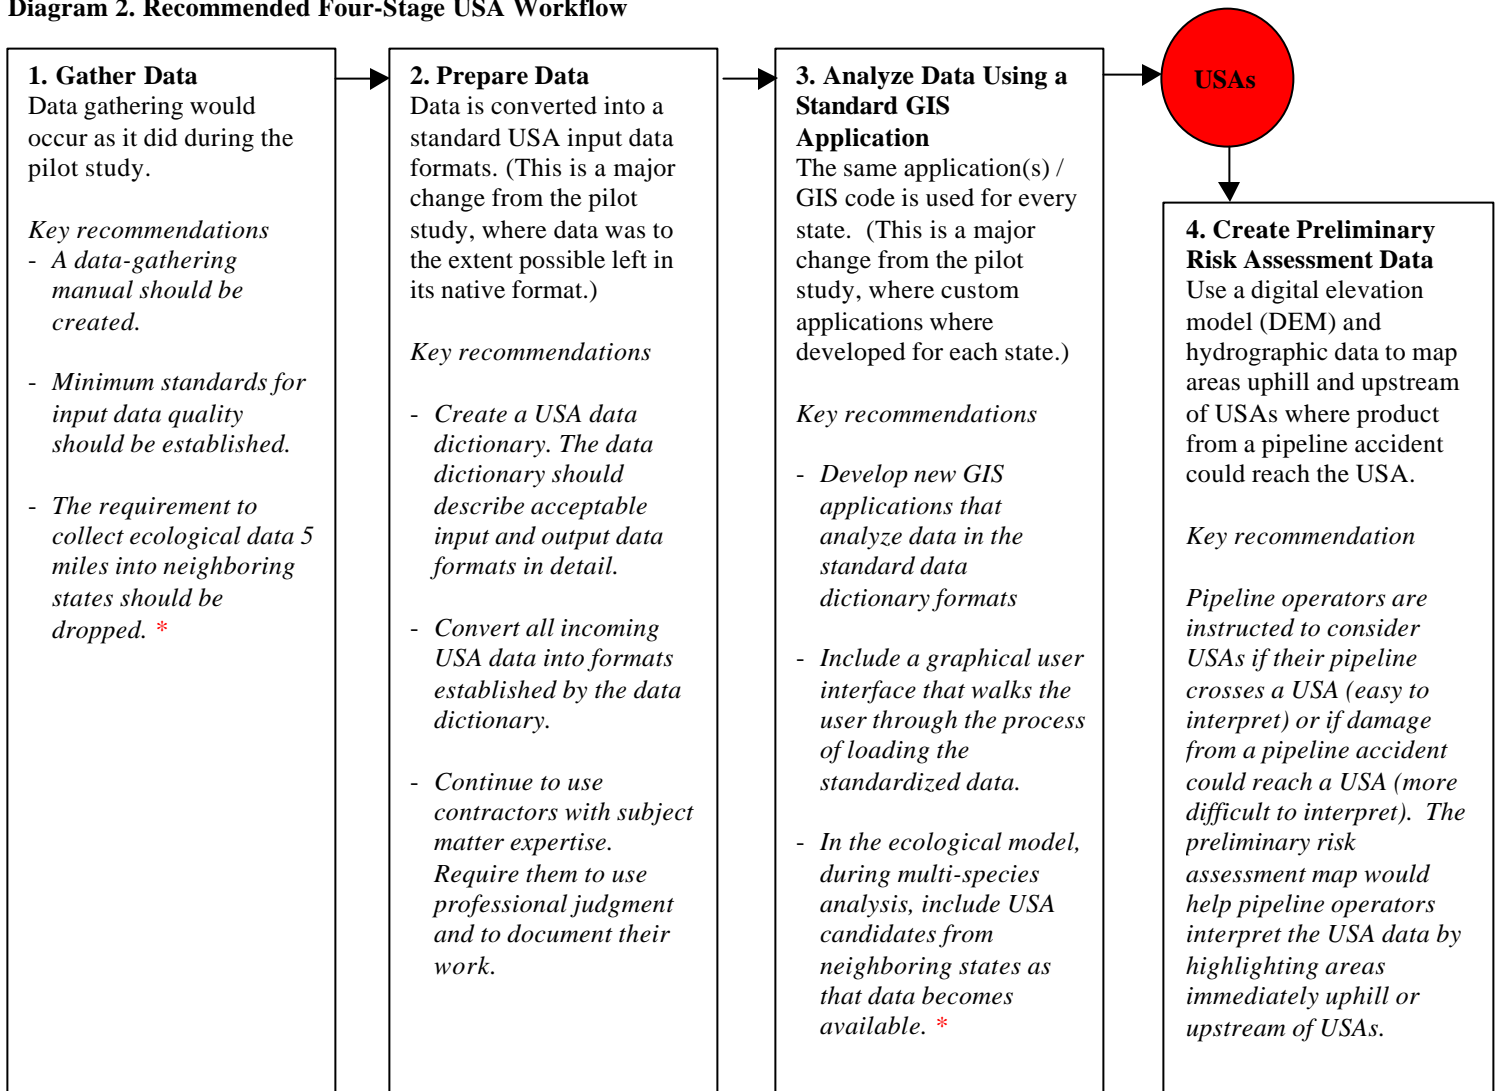 Diagram 2. Recommended Four-Stage USA Workflow
1. Gather Data
Data gathering would
occur as it did during the
pilot study.
Key recommendations
- A data-gathering
manual should be
created.
- Minimum standards for
input data quality
should be established.
- The requirement to
collect ecological data 5
miles into neighboring
states should be
dropped. *
2. Prepare Data
Data is converted into a
standard USA input data
formats. (This is a major
change from the pilot
study, where data was to
the extent possible left in
its native format.)
Key recommendations
- Create a USA data
dictionary. The data
dictionary should
describe acceptable
input and output data
formats in detail.
- Convert all incoming
USA data into formats
established by the data
dictionary.
- Continue to use
contractors with subject
matter expertise.
Require them to use
professional judgment
and to document their
work.
3. Analyze Data Using a
Standard GIS
Application
The same application(s) /
GIS code is used for every
state. (This is a major
change from the pilot
study, where custom
applications where
developed for each state.)
Key recommendations
- Develop new GIS
applications that
analyze data in the
standard data
dictionary formats
- Include a graphical user
interface that walks the
user through the process
of loading the
standardized data.
- In the ecological model,
during multi-species
analysis, include USA
candidates from
neighboring states as
that data becomes
available. *
USAs
4. Create Preliminary
Risk Assessment Data
Use a digital elevation
model (DEM) and
hydrographic data to map
areas uphill and upstream
of USAs where product
from a pipeline accident
could reach the USA.
Key recommendation
Pipeline operators are
instructed to consider
USAs if their pipeline
crosses a USA (easy to
interpret) or if damage
from a pipeline accident
could reach a USA (more
difficult to interpret). The
preliminary risk
assessment map would
help pipeline operators
interpret the USA data by
highlighting areas
immediately uphill or
upstream of USAs.